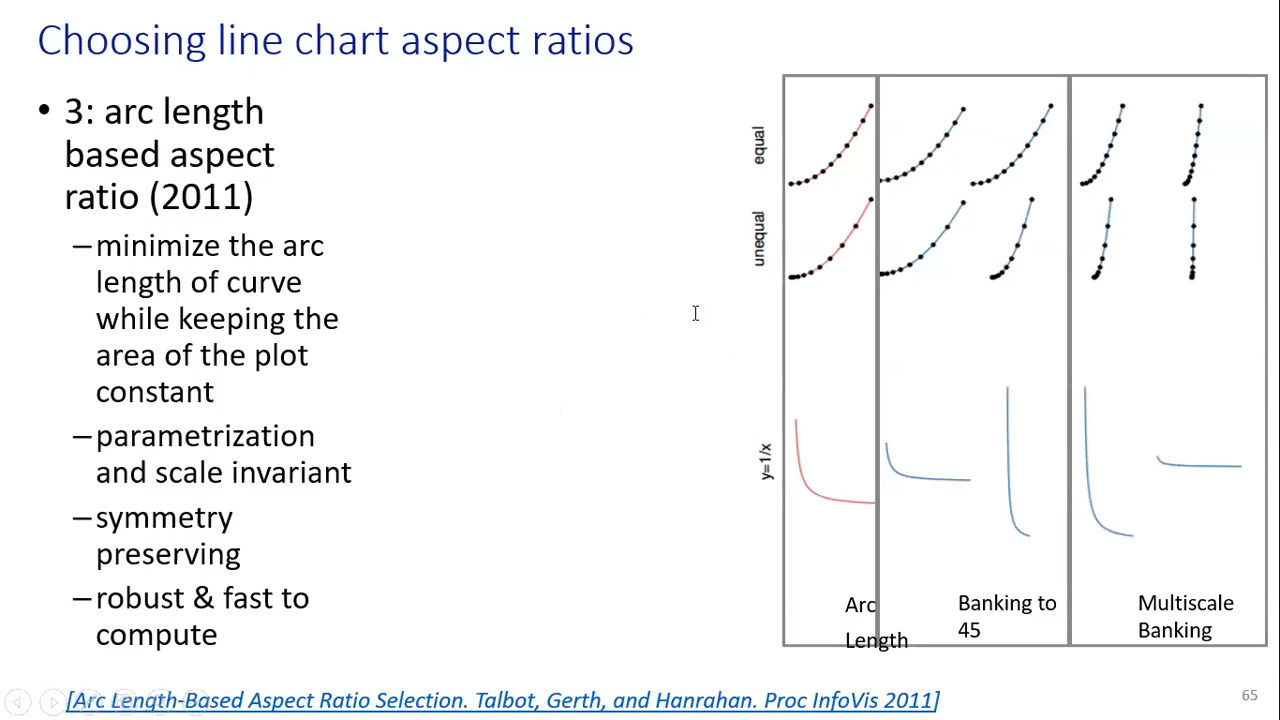 Choosing line chart aspect ratios
• 3: arc length
based aspect
ratio (2011)
–minimize the arc
length of curve
while keeping the
area of the plot
constant
–parametrization
and scale invariant
–symmetry
preserving
–robust & fast to
compute
equal
unequal
y=1/x
Arc
Length
Banking to
45
Multiscale
Banking
[Arc Length-Based Aspect Ratio Selection. Talbot, Gerth, and Hanrahan. Proc InfoVis 2011]
65